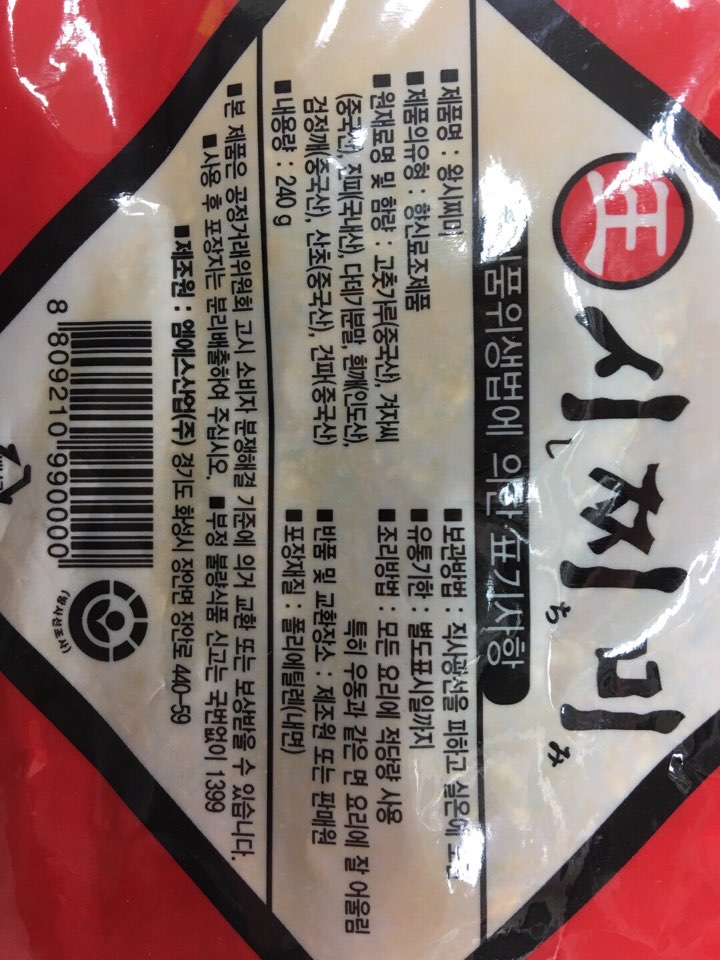 王 시찌미
し ち み
식품위생법에 의한 표기사항
■ 제품명 : 왕시찌미
■ 제품의유형 : 향신료조제품
■ 원재료명 및 함량 : 고춧가루(중국산), 겨자씨
(중국산), 진피(국내산), 다데기분말, 흰깨(인도산),
검정깨(중국산), 산초(중국산), 건파(중국산)
■ 내용량 : 240 g
■ 보관방법 : 직사광선을 피하고 실온에
■ 유통기한 : 별도표시일까지
■ 조리방법 : 모든 요리에 적당량 사용
특히 우동과 같은 면 요리에 잘 어울림
■ 반품 및 교환장소 : 제조원 또는 판매원
■ 포장재질 : 폴리에틸렌(내면)
■ 본 제품은 공정거래위원회 고시 소비자 분쟁해결 기준에 의거 교환 또는 보상받을 수 있습니다.
■ 사용 후 포장지는 분리배출하여 주십시오. ■ 부정 불량식품 신고는 국번없이 1399
■ 제조원 : 엠에스산업(주) 경기도 화성시 장안면 장안로 440-59
8 809210 990000
(방사선조사)